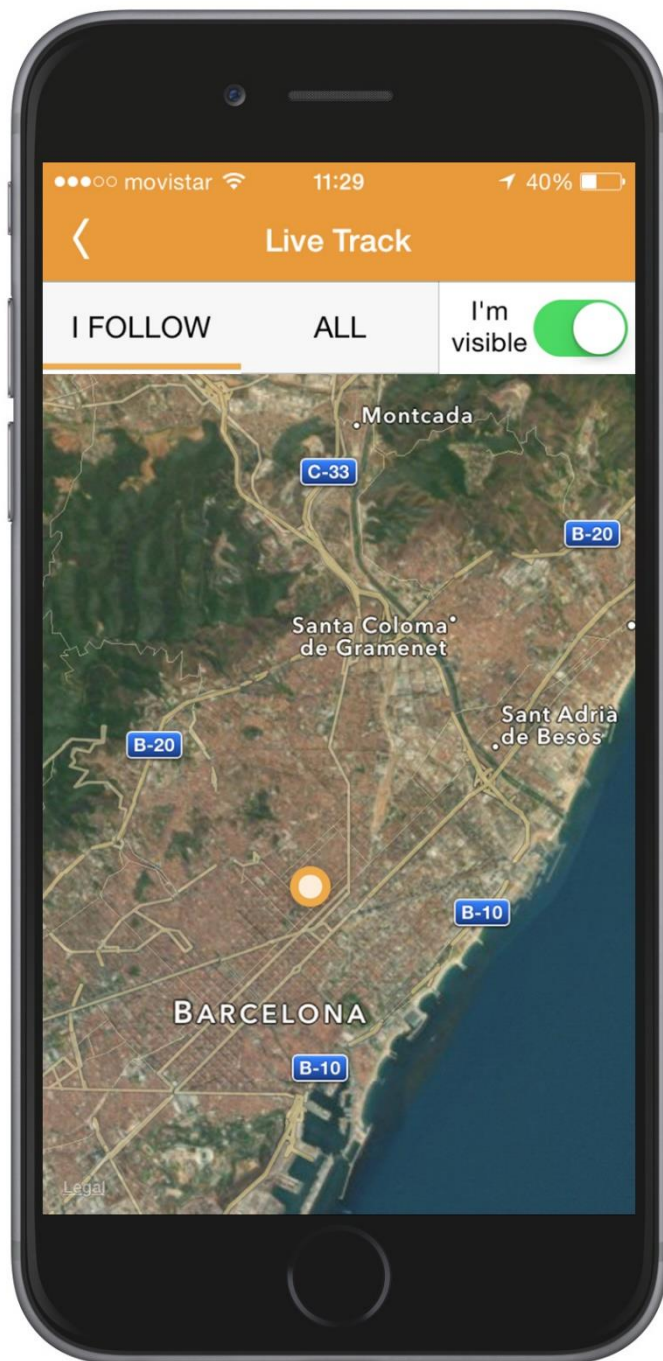 movistar 11:29 40%
Live Track
I FOLLOW ALL I'm
visible
Montcada
C-33
B-20
Santa Coloma
de Gramenet
Sant Adrià
de Besòs
B-20
B-10
BARCELONA
B-10
Legal